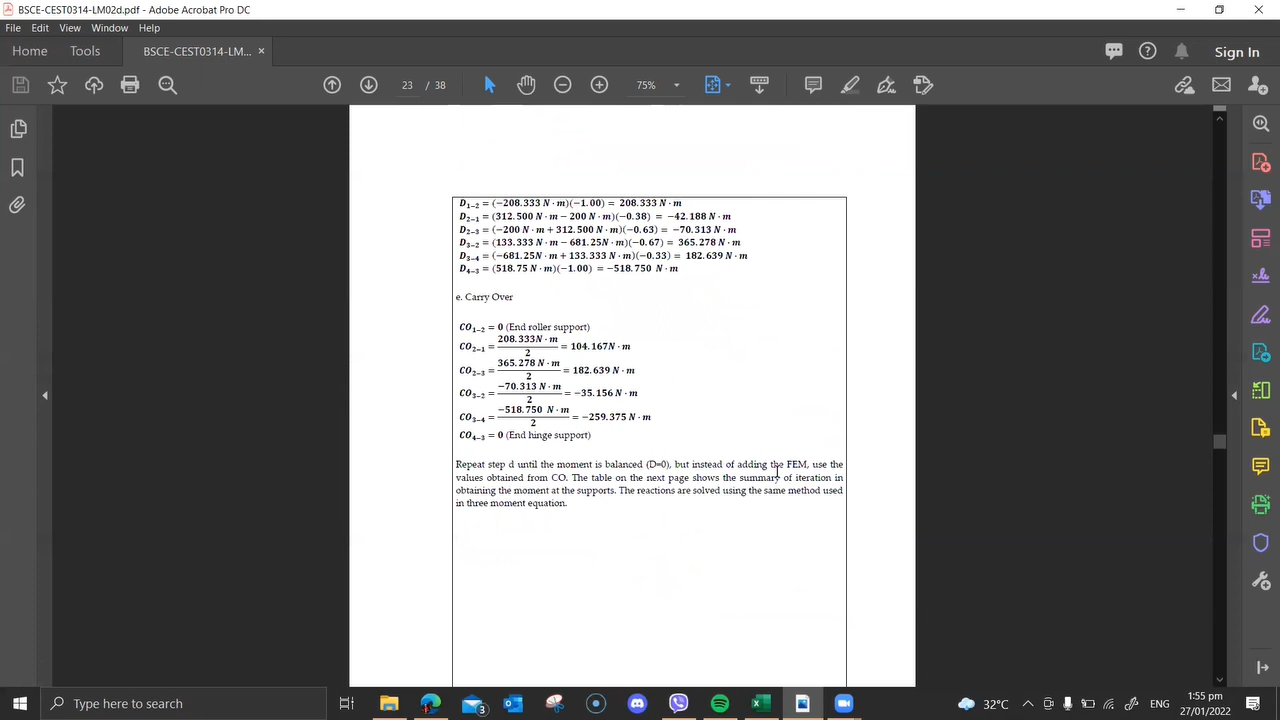 BSCE-CEST0314-LM02d.pdf - Adobe Acrobat Pro DC
File Edit View Window Help
Home Tools BSCE-CEST0314-LM... ×
Sign In
23 / 38 75%
D₁₋₂ = (−208.333 N · m)(−1.00) = 208.333 N · m
D₂₋₁ = (312.500 N · m − 200 N · m)(−0.38) = −42.188 N · m
D₂₋₃ = (−200 N · m + 312.500 N · m)(−0.63) = −70.313 N · m
D₃₋₂ = (133.333 N · m − 681.25N · m)(−0.67) = 365.278 N · m
D₃₋₄ = (−681.25N · m + 133.333 N · m)(−0.33) = 182.639 N · m
D₄₋₃ = (518.75 N · m)(−1.00) = −518.750 N · m
e. Carry Over
CO₁₋₂ = 0 (End roller support)
CO₂₋₁ = 208.333N · m / 2 = 104.167N · m
CO₂₋₃ = 365.278 N · m / 2 = 182.639 N · m
CO₃₋₂ = −70.313 N · m / 2 = −35.156 N · m
CO₃₋₄ = −518.750 N · m / 2 = −259.375 N · m
CO₄₋₃ = 0 (End hinge support)
Repeat step d until the moment is balanced (D=0), but instead of adding the FEM, use the
values obtained from CO. The table on the next page shows the summary of iteration in
obtaining the moment at the supports. The reactions are solved using the same method used
in three moment equation.
Type here to search
3
32°C
ENG
1:55 pm
27/01/2022